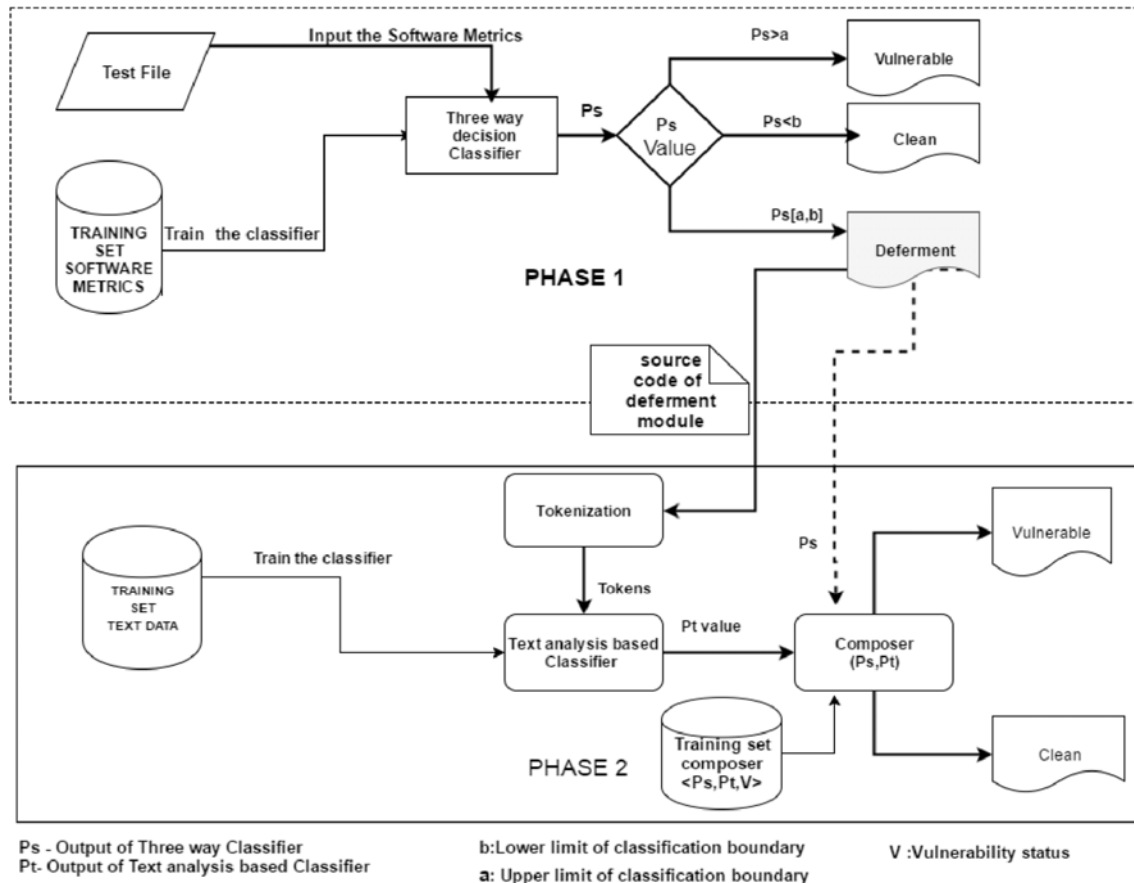 Input the Software Metrics
Test File
Three way
decision
Classifier
Ps
Ps
Value
Ps>a
Vulnerable
Ps<b
Clean
Ps[a,b]
Deferment
TRAINING
SET
SOFTWARE
METRICS
Train the classifier
PHASE 1
source
code of
deferment
module
Tokenization
Tokens
TRAINING
SET
TEXT DATA
Train the classifier
Text analysis based
Classifier
Pt value
Ps
Composer
(Ps,Pt)
Vulnerable
Clean
Training set
composer
<Ps,Pt,V>
PHASE 2
Ps - Output of Three way Classifier
Pt- Output of Text analysis based Classifier
b:Lower limit of classification boundary
a: Upper limit of classification boundary
V :Vulnerability status